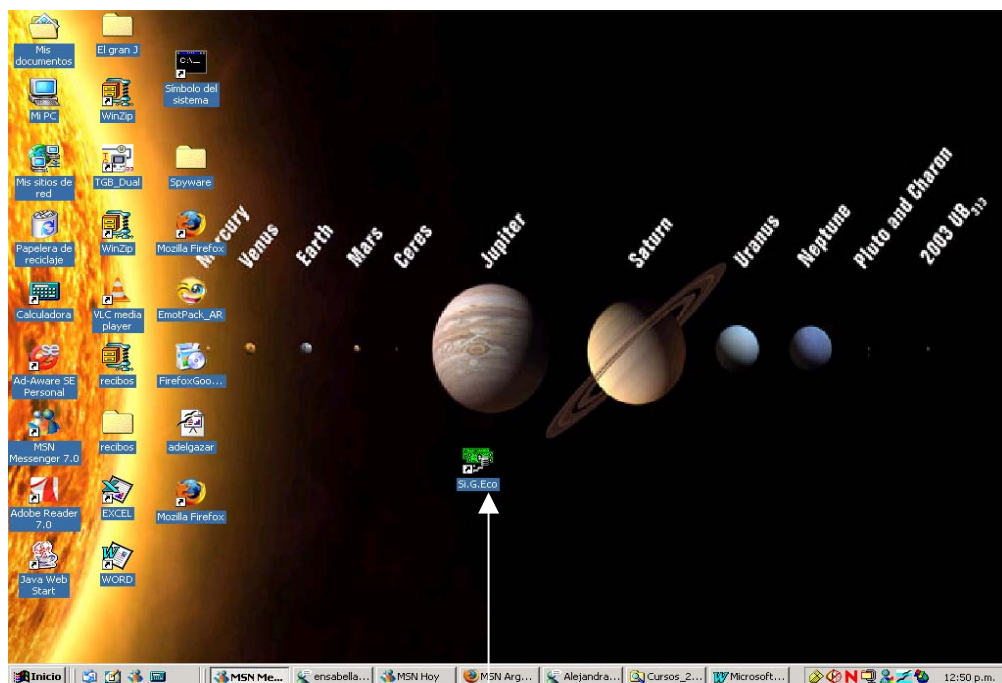 Mis
documentos
El gran J
Símbolo del
sistema
Mi PC
WinZip
Mis sitios de
red
TGB_Dual
Spyware
Papelera de
reciclaje
WinZip
Mozilla Firefox
Calculadora
VLC media
player
EmotPack_AR
Ad-Aware SE
Personal
recibos
FirefoxGoo...
MSN
Messenger 7.0
recibos
adelgazar
Adobe Reader
7.0
EXCEL
Mozilla Firefox
Java Web
Start
WORD
Mercury
Venus
Earth
Mars
Ceres
Jupiter
Saturn
Uranus
Neptune
Pluto and Charon
2003 UB₃₁₃
Si.G.Eco
Inicio
MSN Me...
ensabella...
MSN Hoy
MSN Arg...
Alejandra...
Cursos_2...
Microsoft...
12:50 p.m.